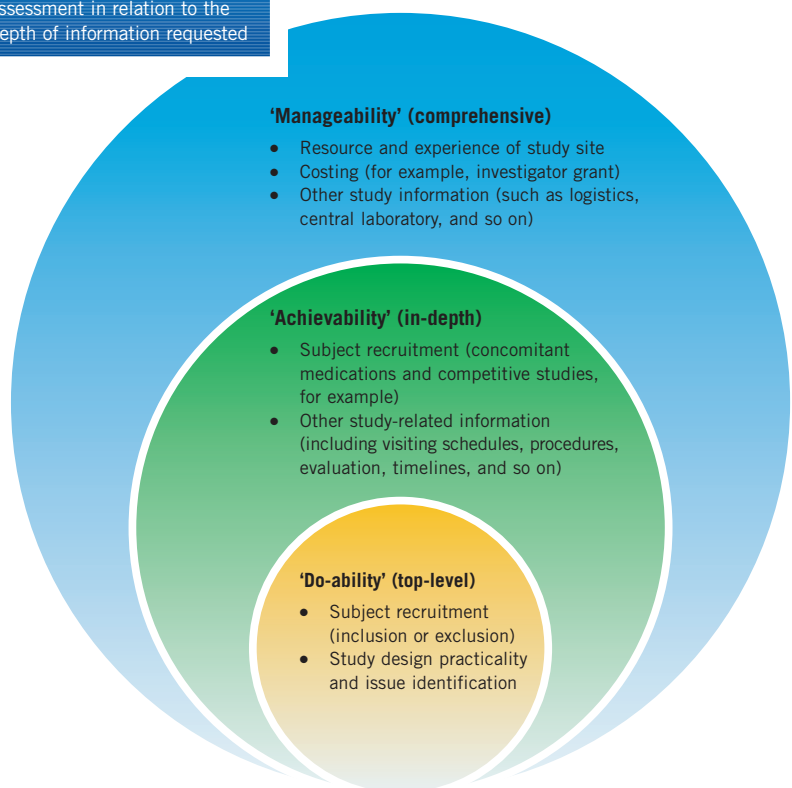 assessment in relation to the
depth of information requested
‘Manageability’ (comprehensive)
• Resource and experience of study site
• Costing (for example, investigator grant)
• Other study information (such as logistics,
central laboratory, and so on)
‘Achievability’ (in-depth)
• Subject recruitment (concomitant
medications and competitive studies,
for example)
• Other study-related information
(including visiting schedules, procedures,
evaluation, timelines, and so on)
‘Do-ability’ (top-level)
• Subject recruitment
(inclusion or exclusion)
• Study design practicality
and issue identification